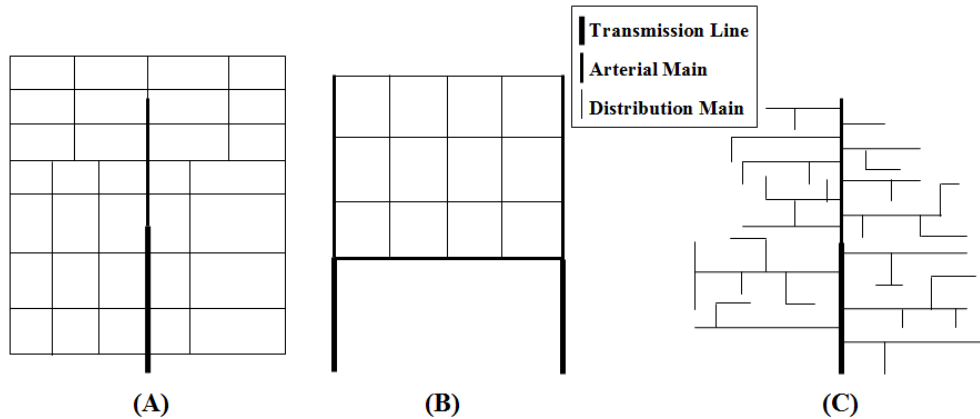 Transmission Line
Arterial Main
Distribution Main
(A)
(B)
(C)